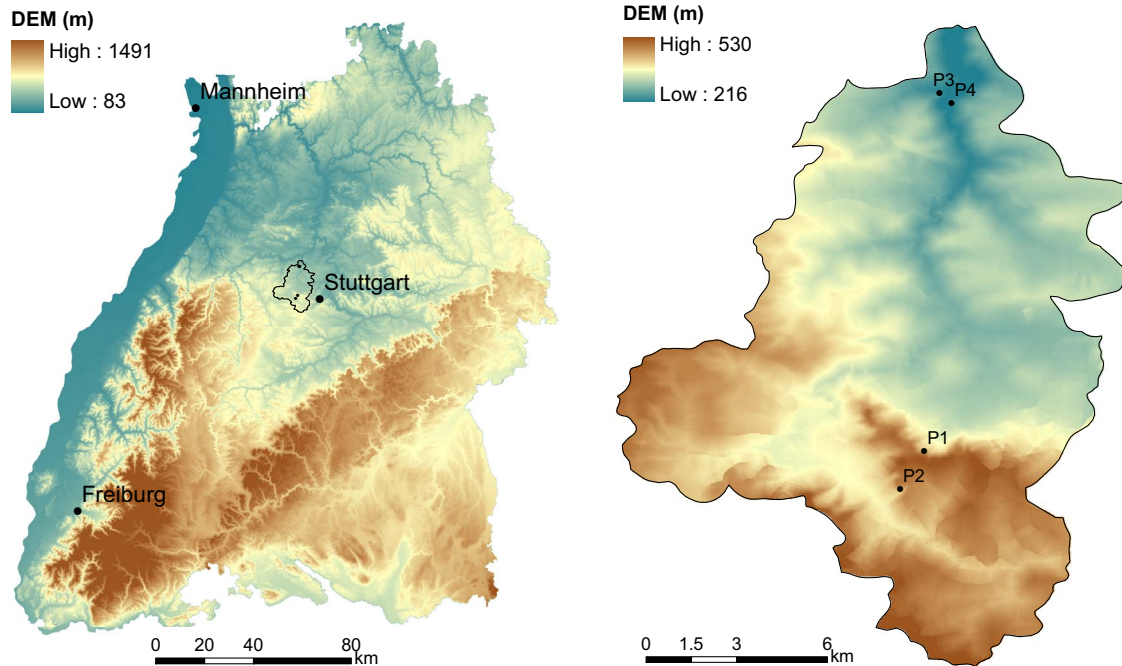 DEM (m)
High : 1491
Low : 83
Mannheim
Stuttgart
Freiburg
0 20 40 80
km
DEM (m)
High : 530
Low : 216
P3
P4
P1
P2
0 1.5 3 6
km